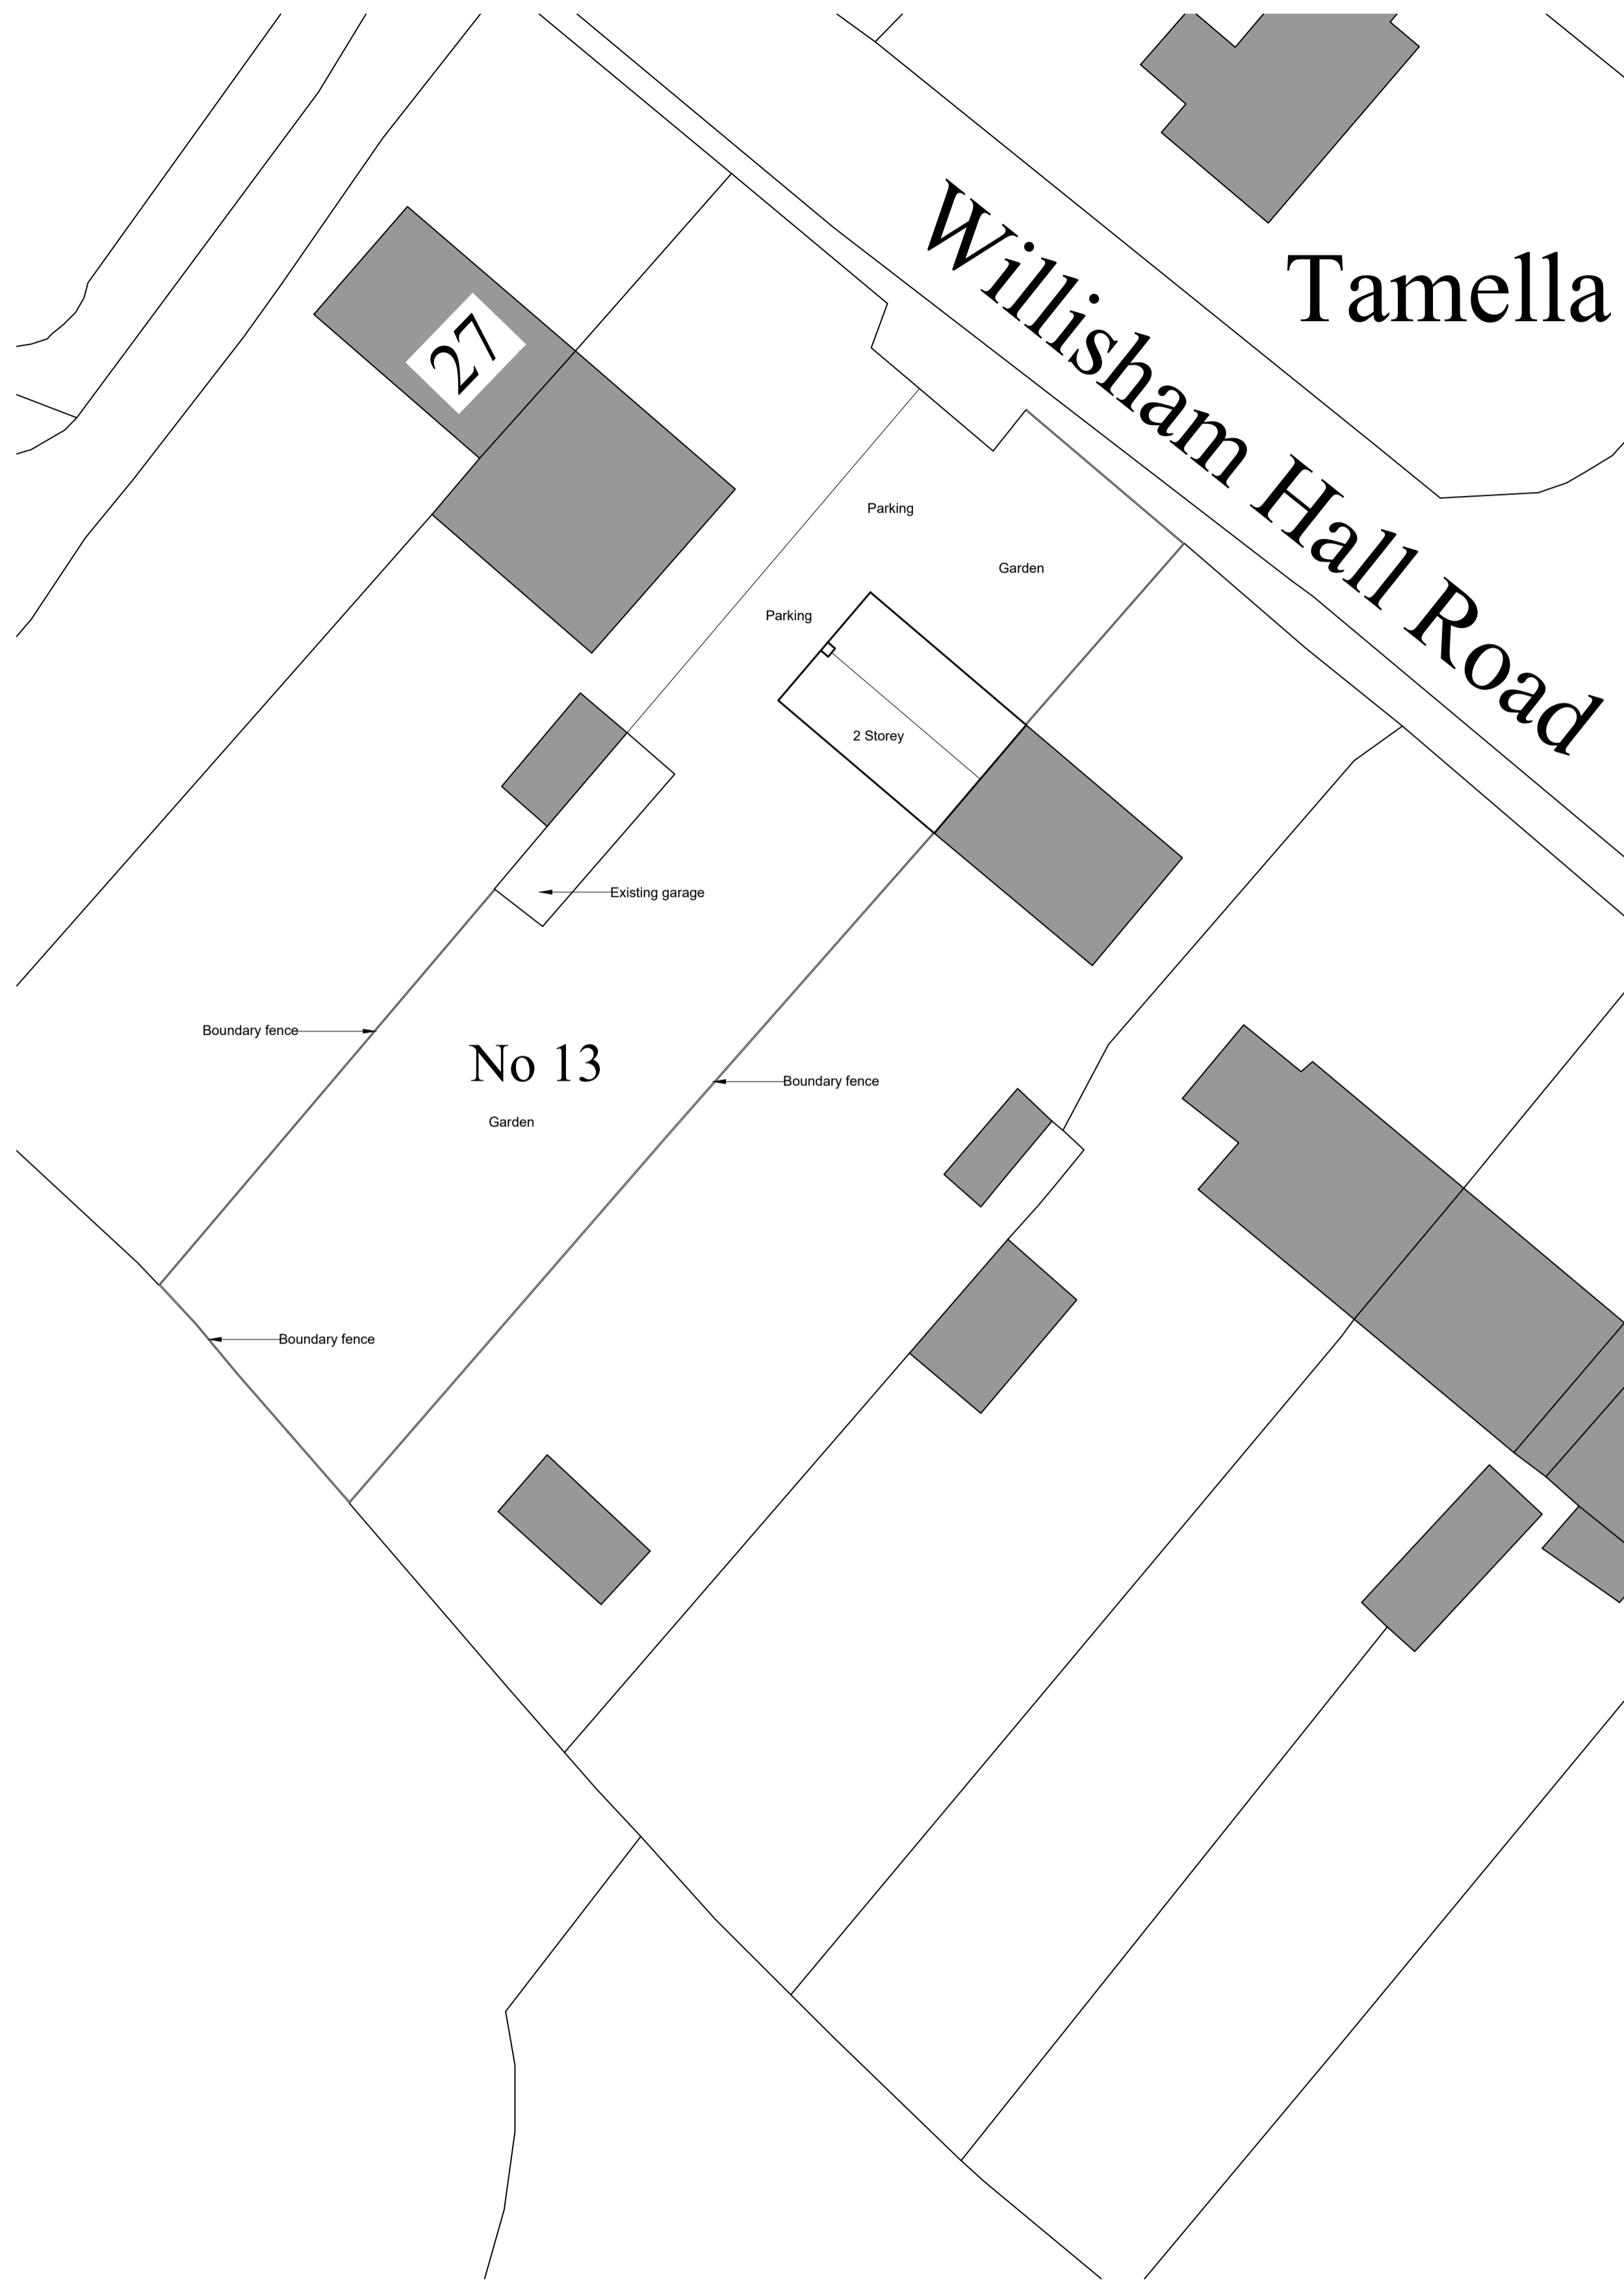 Tamella
Willisham Hall Road
27
Parking
Garden
Parking
2 Storey
Existing garage
Boundary fence
No 13
Boundary fence
Garden
Boundary fence